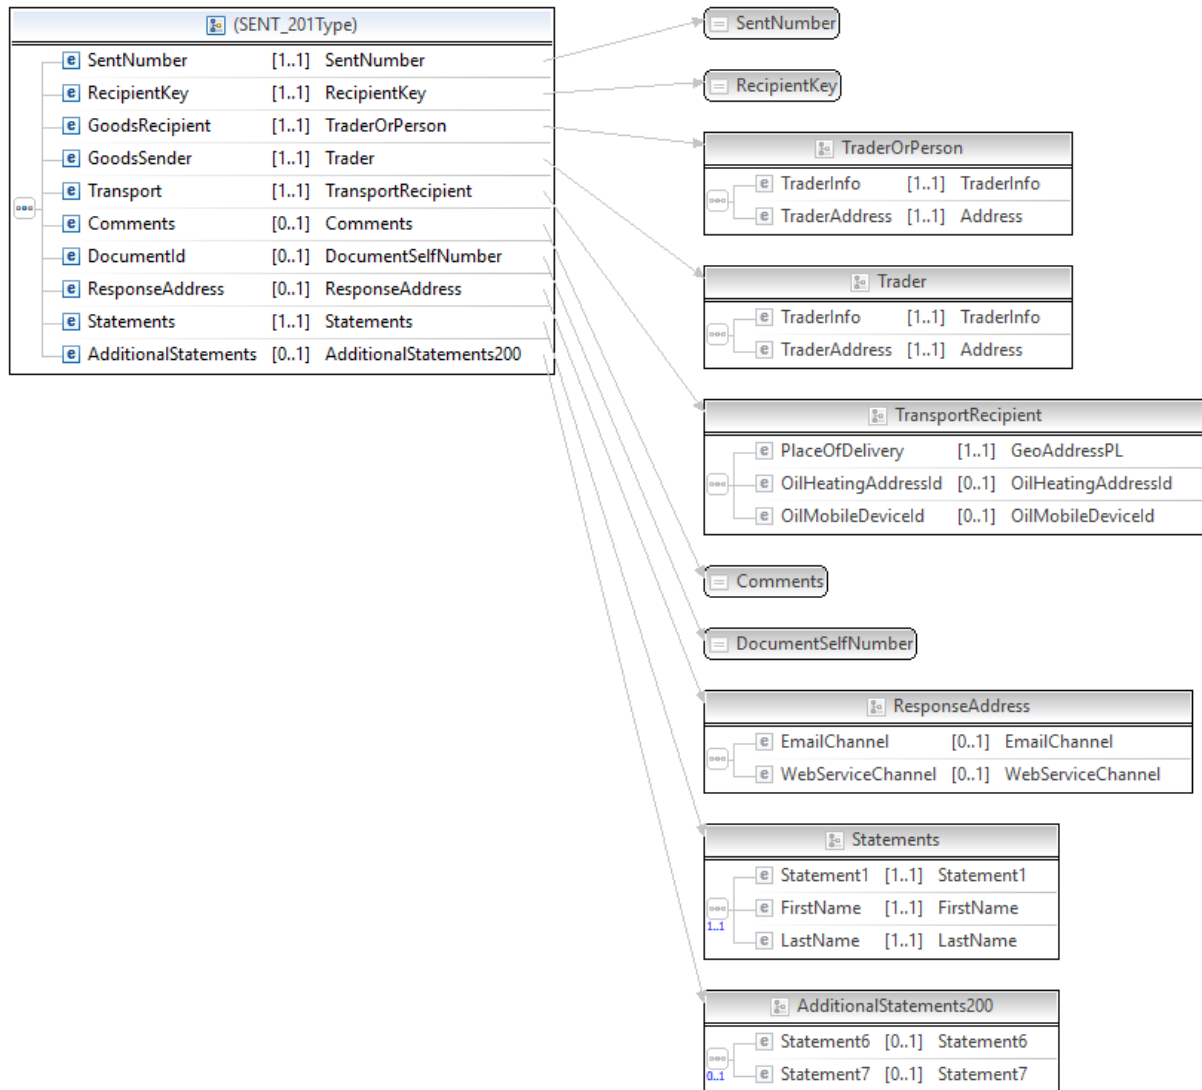 (SENT_201Type)
SentNumber [1..1] SentNumber
RecipientKey [1..1] RecipientKey
GoodsRecipient [1..1] TraderOrPerson
GoodsSender [1..1] Trader
Transport [1..1] TransportRecipient
Comments [0..1] Comments
DocumentId [0..1] DocumentSelfNumber
ResponseAddress [0..1] ResponseAddress
Statements [1..1] Statements
AdditionalStatements [0..1] AdditionalStatements200
SentNumber
RecipientKey
TraderOrPerson
TraderInfo [1..1] TraderInfo
TraderAddress [1..1] Address
Trader
TraderInfo [1..1] TraderInfo
TraderAddress [1..1] Address
TransportRecipient
PlaceOfDelivery [1..1] GeoAddressPL
OilHeatingAddressId [0..1] OilHeatingAddressId
OilMobileDeviceId [0..1] OilMobileDeviceId
Comments
DocumentSelfNumber
ResponseAddress
EmailChannel [0..1] EmailChannel
WebServiceChannel [0..1] WebServiceChannel
Statements
Statement1 [1..1] Statement1
FirstName [1..1] FirstName
1..1
LastName [1..1] LastName
AdditionalStatements200
Statement6 [0..1] Statement6
0..1
Statement7 [0..1] Statement7